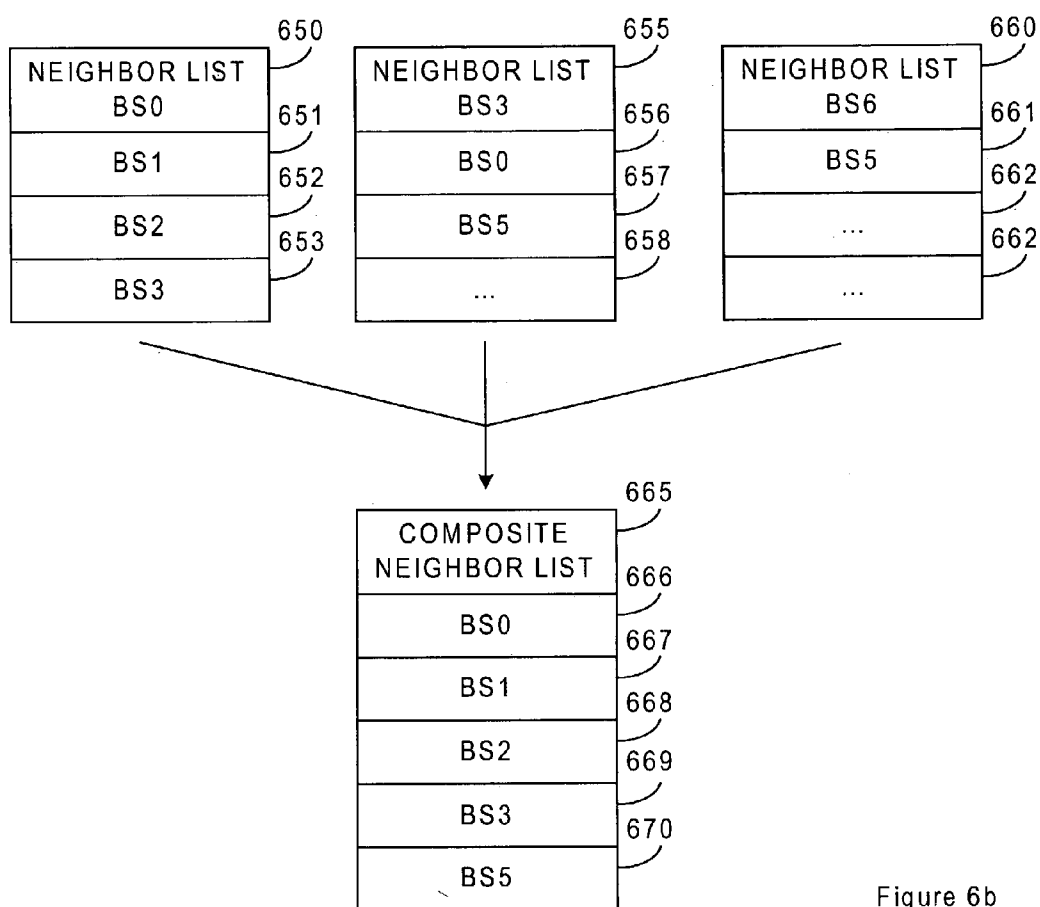 650
NEIGHBOR LIST
BS0
651
BS1
652
BS2
653
BS3
655
NEIGHBOR LIST
BS3
656
BS0
657
BS5
658
...
660
NEIGHBOR LIST
BS6
661
BS5
662
...
662
...
665
COMPOSITE
NEIGHBOR LIST
666
BS0
667
BS1
668
BS2
669
BS3
670
BS5
Figure 6b